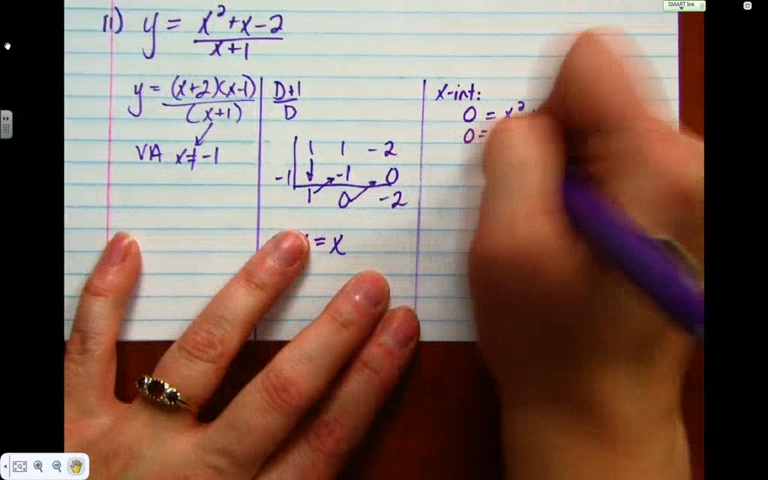 11) y = x² + x - 2 / x + 1
y = (x+2)(x-1) / (x+1)
VA x ≠ -1
D+1 / D
1 1 -2
-1 -1 0
1 0 -2
= x
x-int:
0 = x²
0 =
SMART Ink